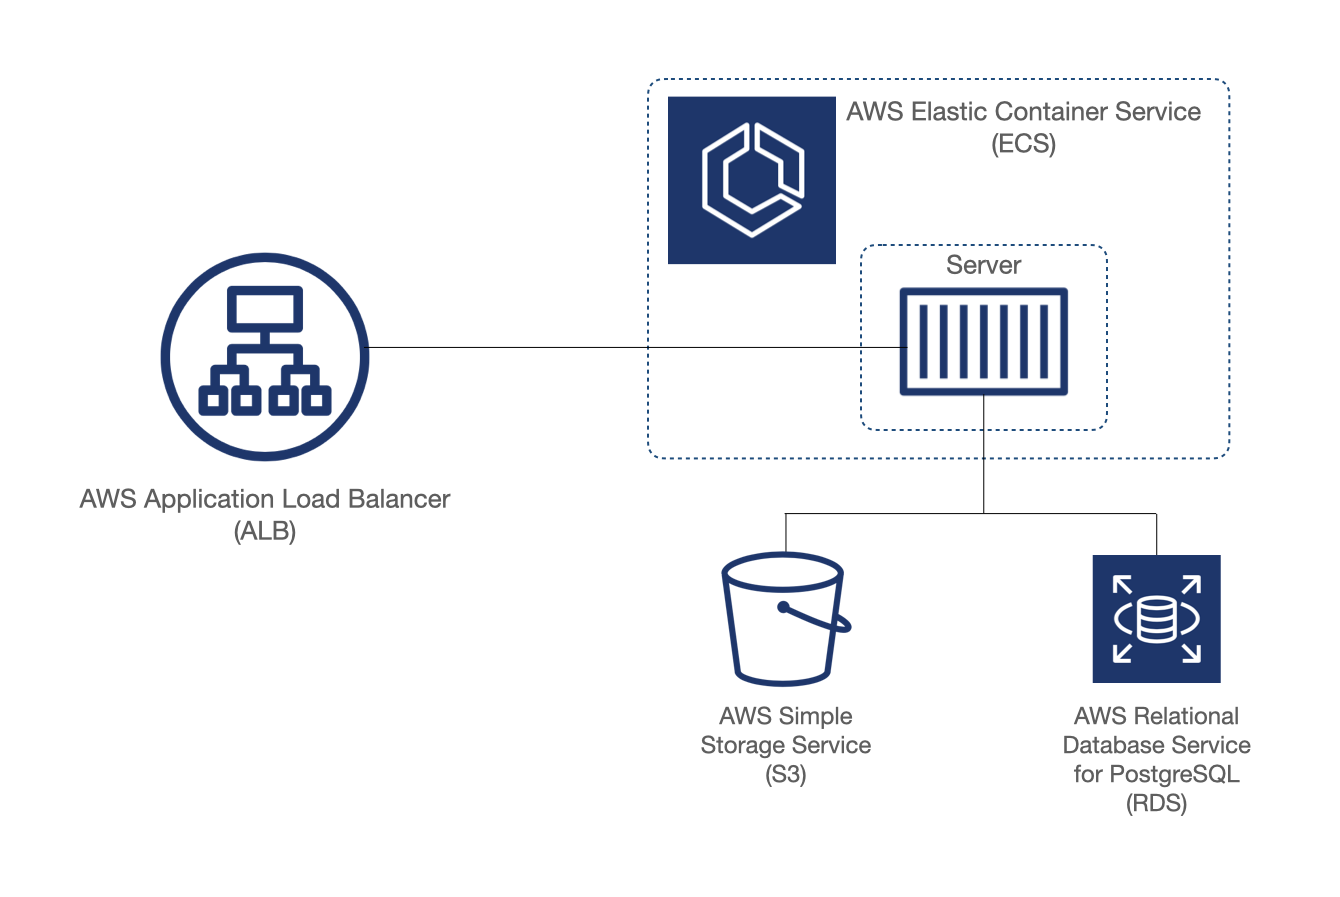 AWS Elastic Container Service
(ECS)
Server
AWS Application Load Balancer
(ALB)
AWS Simple
Storage Service
(S3)
AWS Relational
Database Service
for PostgreSQL
(RDS)